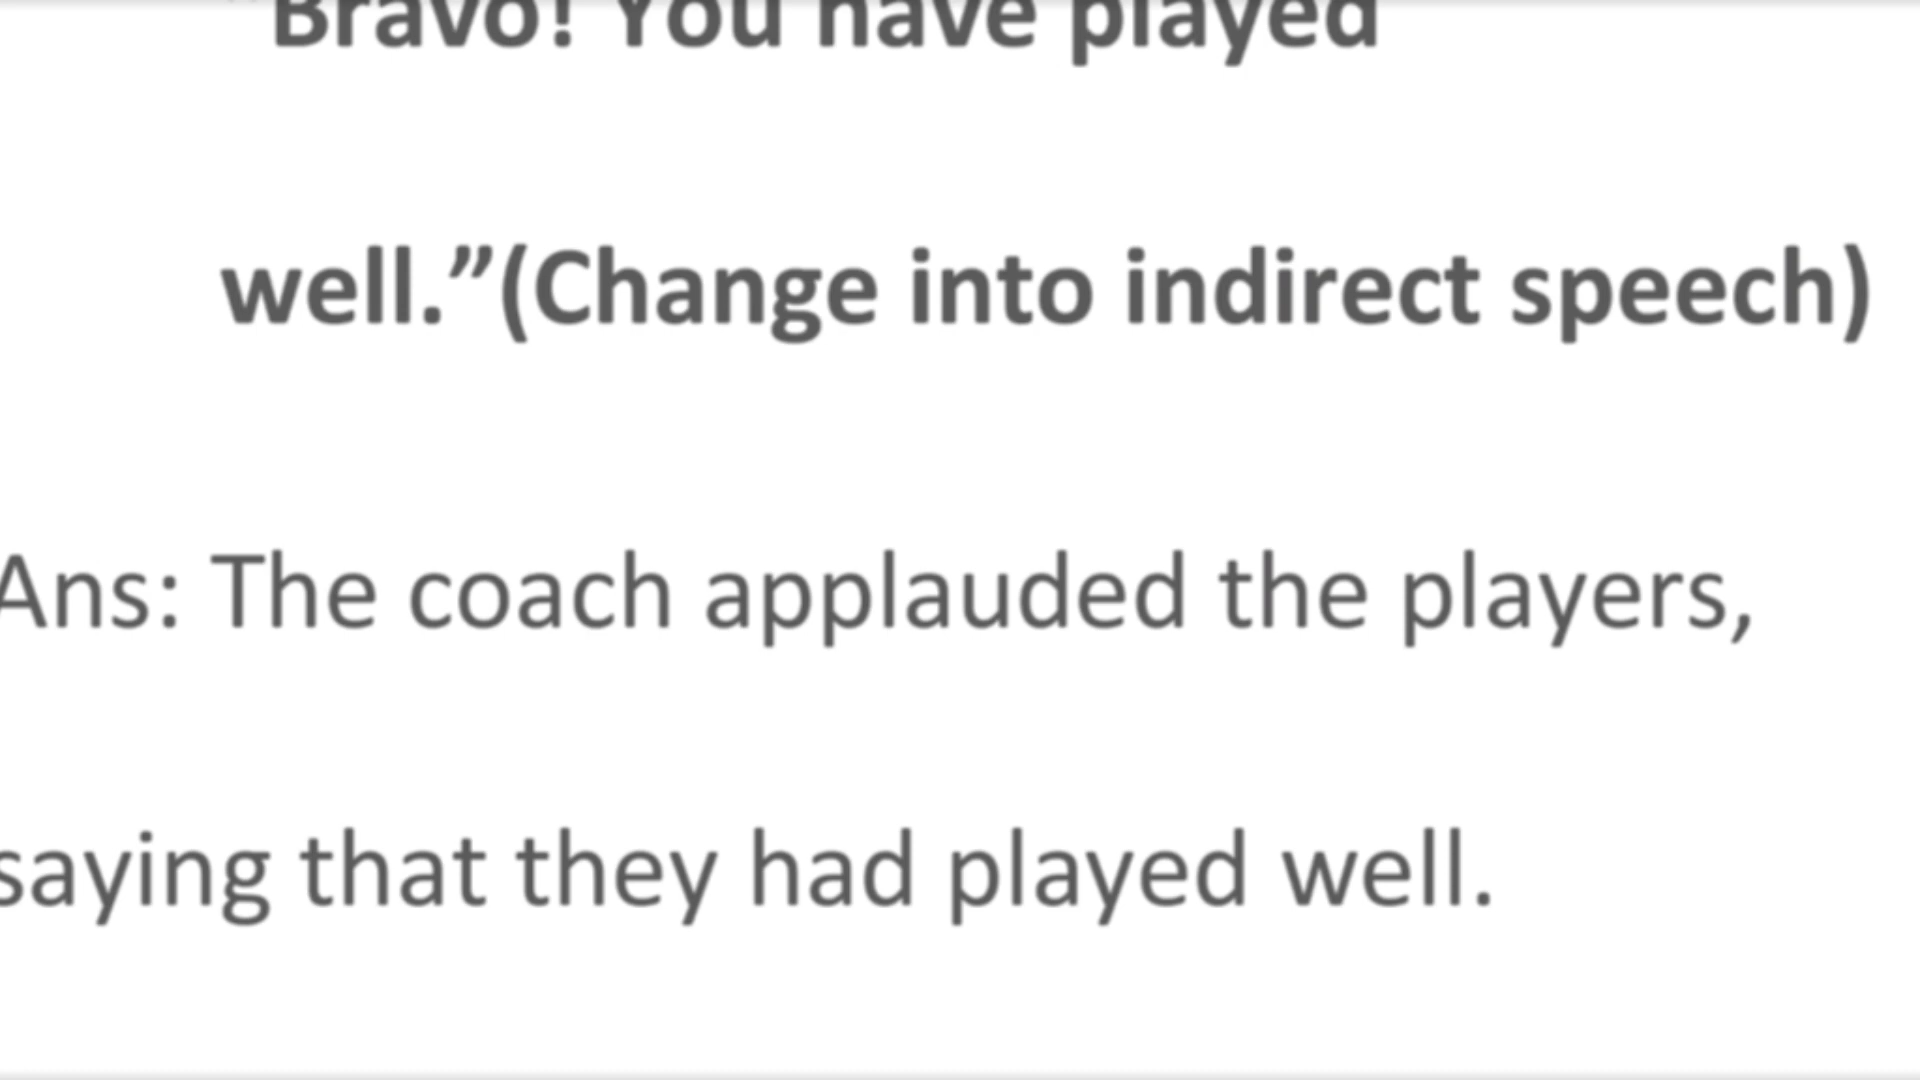 "Bravo! You have played
well.”(Change into indirect speech)
Ans: The coach applauded the players,
saying that they had played well.